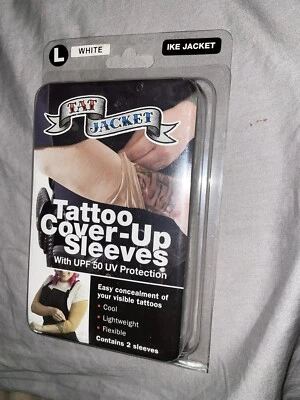 L
WHITE
IKE JACKET
TAT
JACKET
Tattoo
Cover-Up
Sleeves
With UPF 50 UV Protection
Easy concealment of
your visible tattoos
• Cool
• Lightweight
• Flexible
Contains 2 sleeves